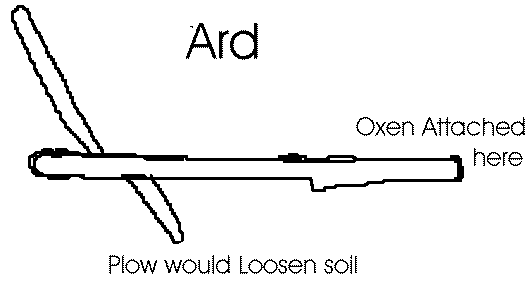 Ard
Oxen Attached
here
Plow would Loosen soil